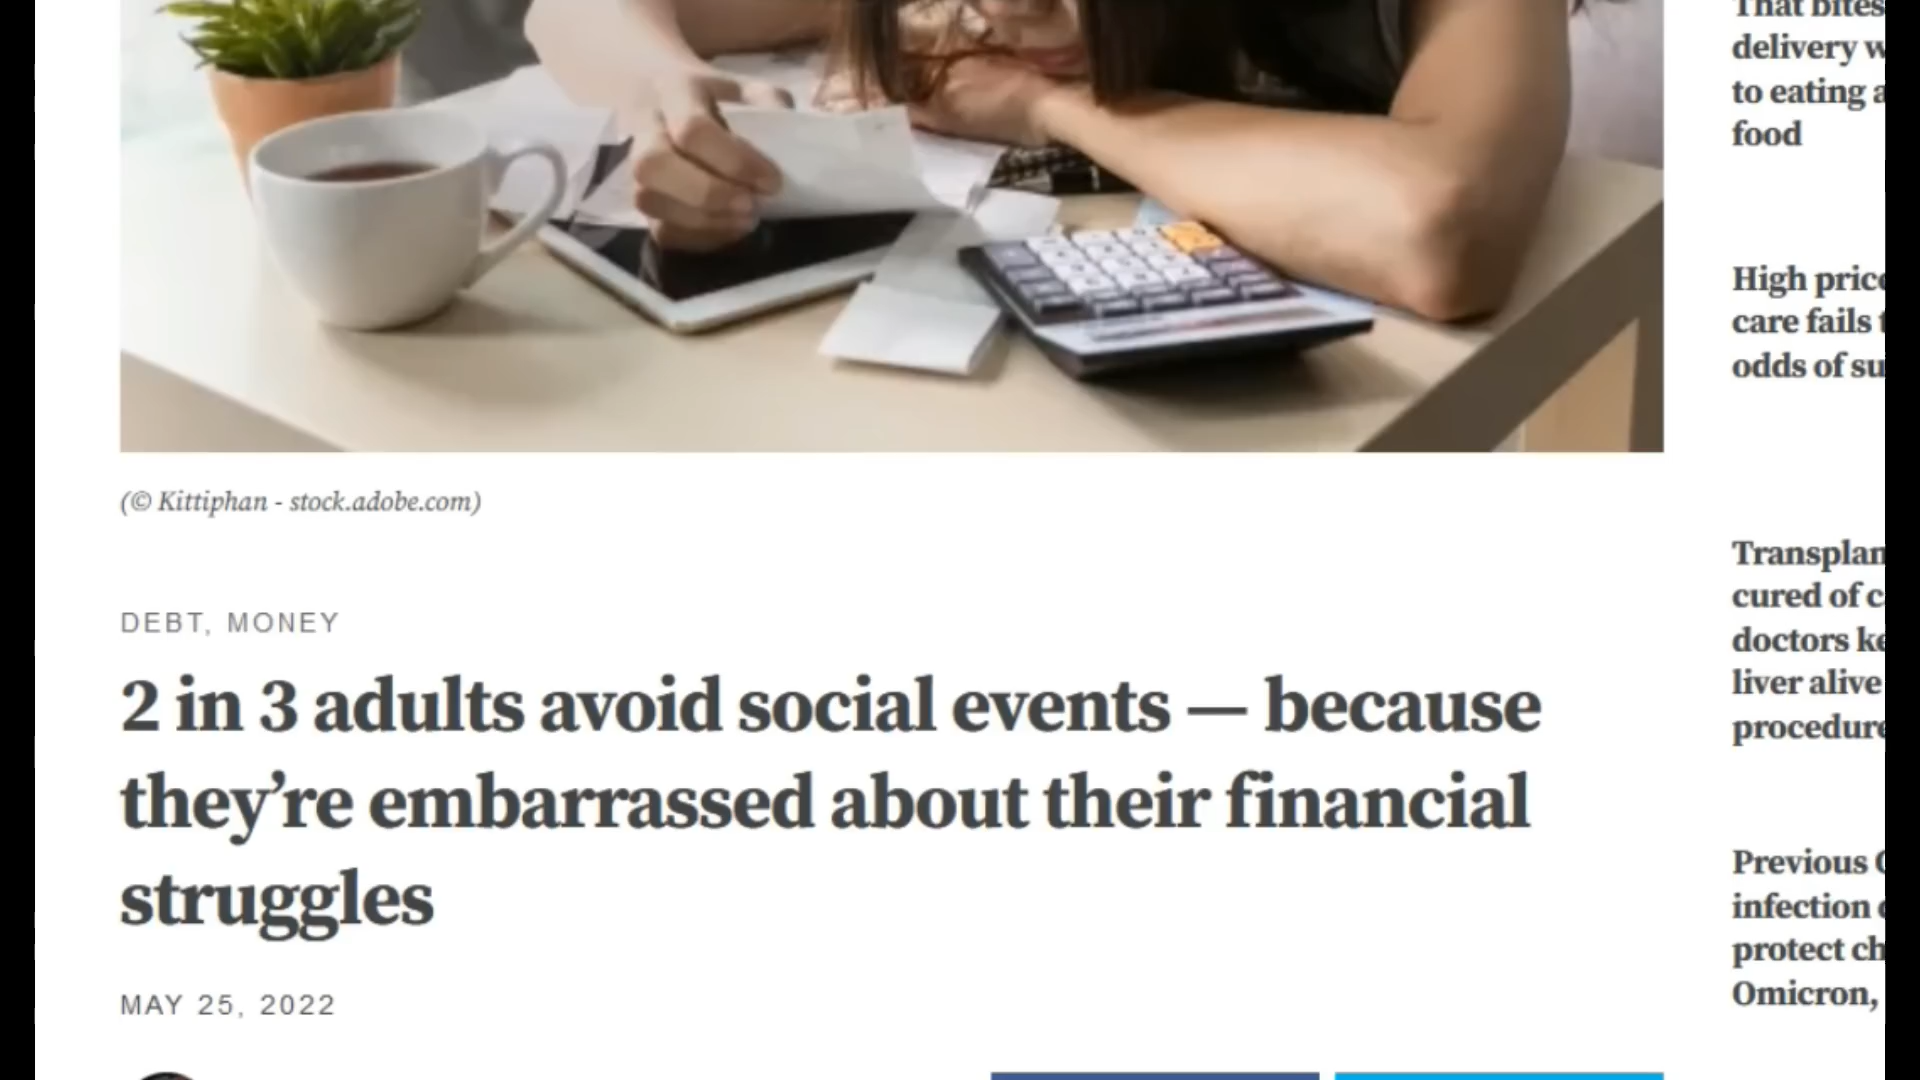 (© Kittiphan - stock.adobe.com)
DEBT, MONEY
2 in 3 adults avoid social events — because
they’re embarrassed about their financial
struggles
MAY 25, 2022
That bites
delivery
to eating
food
High
care fails
odds of
cured of
doctors
liver alive
Previous
infection
protect
Omicron,